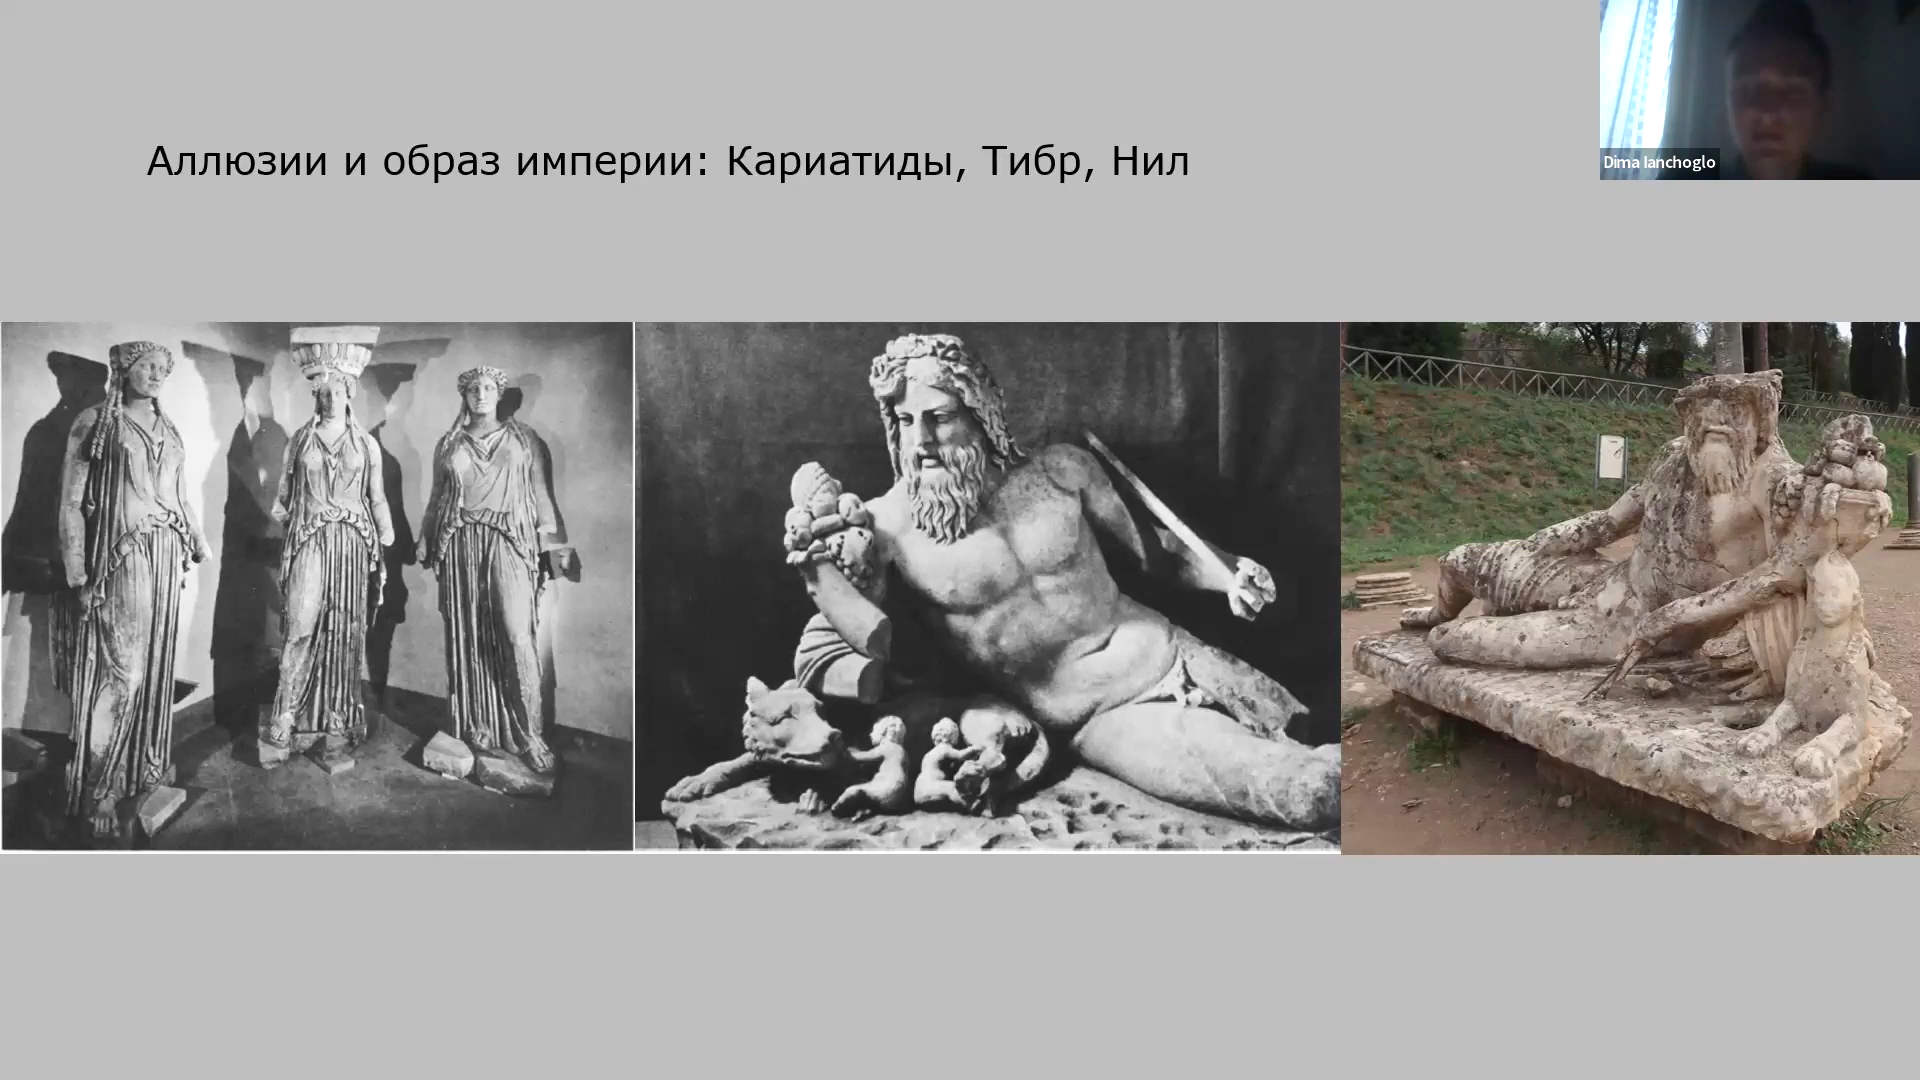 Аллюзии и образ империи: Кариатиды, Тибр, Нил
Dima Ianchoglo